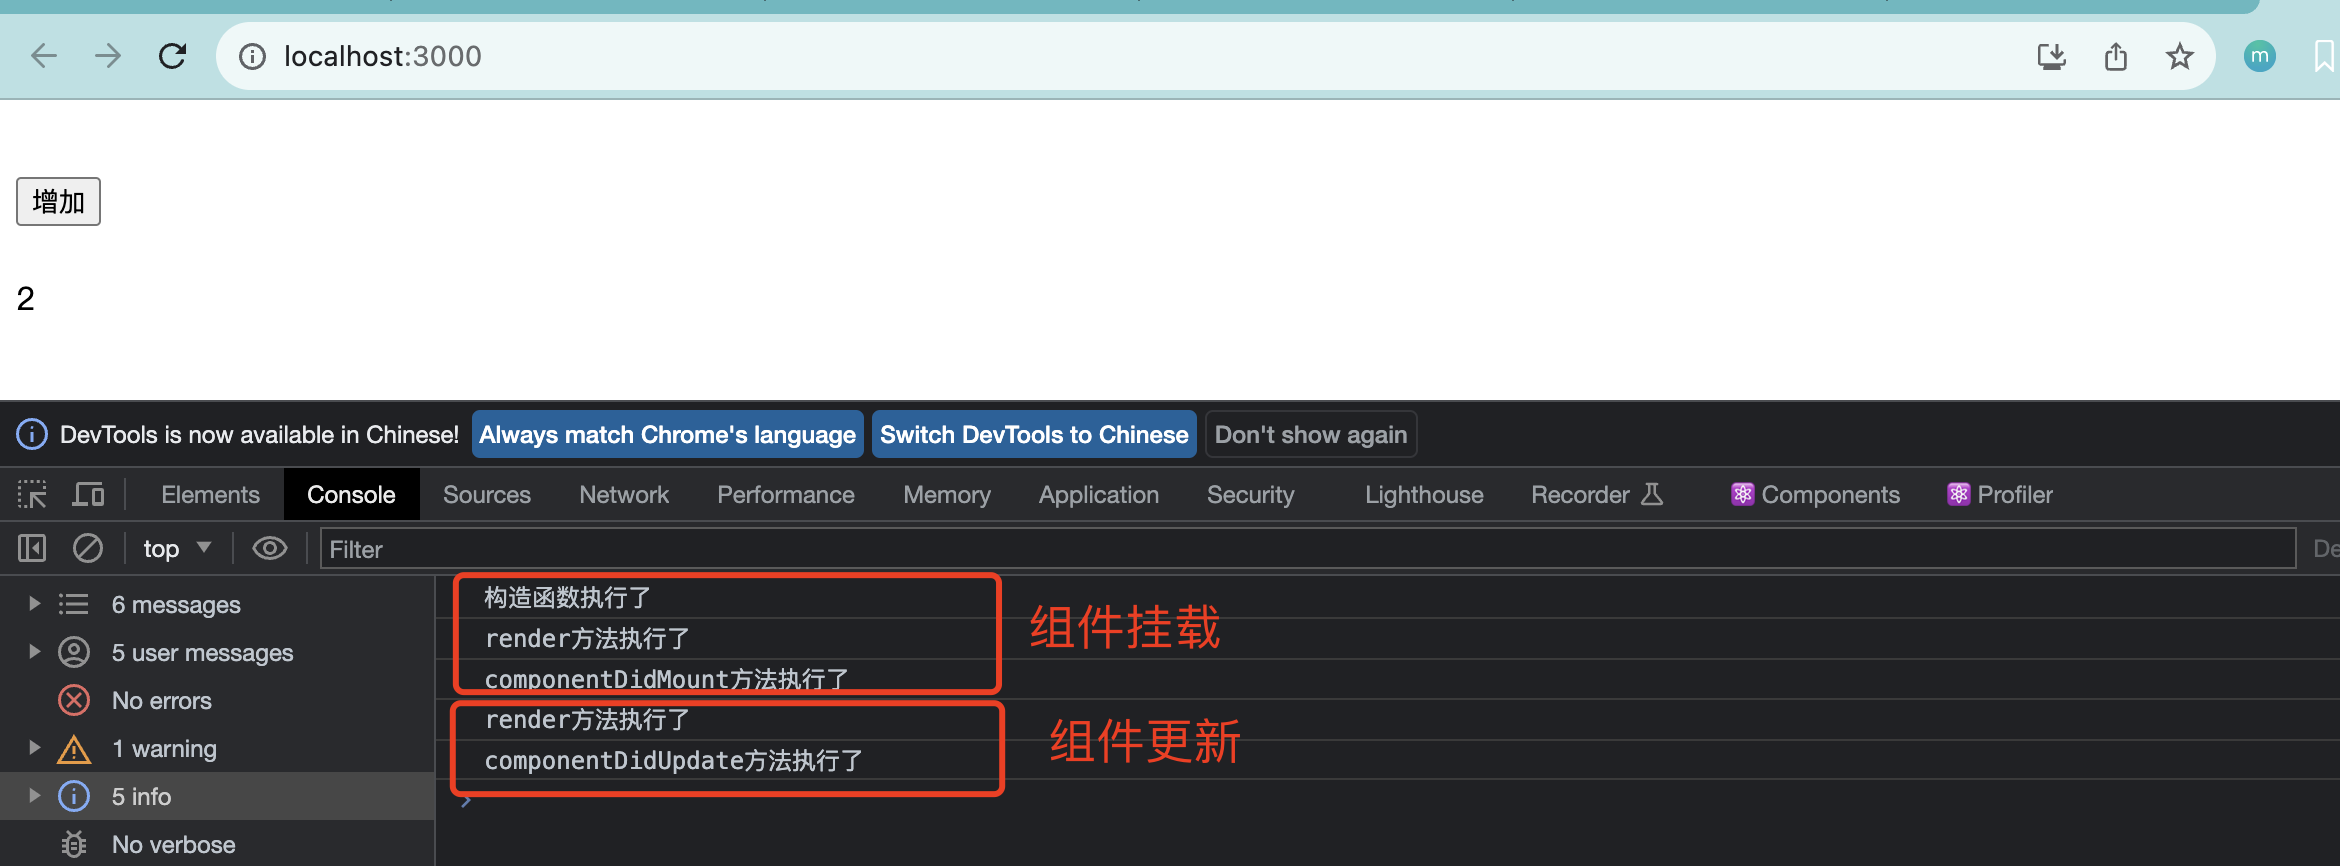 localhost:3000
m
增加
2
DevTools is now available in Chinese! Always match Chrome's language Switch DevTools to Chinese Don't show again
Elements Console Sources Network Performance Memory Application Security Lighthouse Recorder Components Profiler
top Filter De
6 messages
5 user messages
No errors
1 warning
5 info
No verbose
构造函数执行了
render方法执行了
componentDidMount方法执行了
组件挂载
render方法执行了
componentDidUpdate方法执行了
组件更新